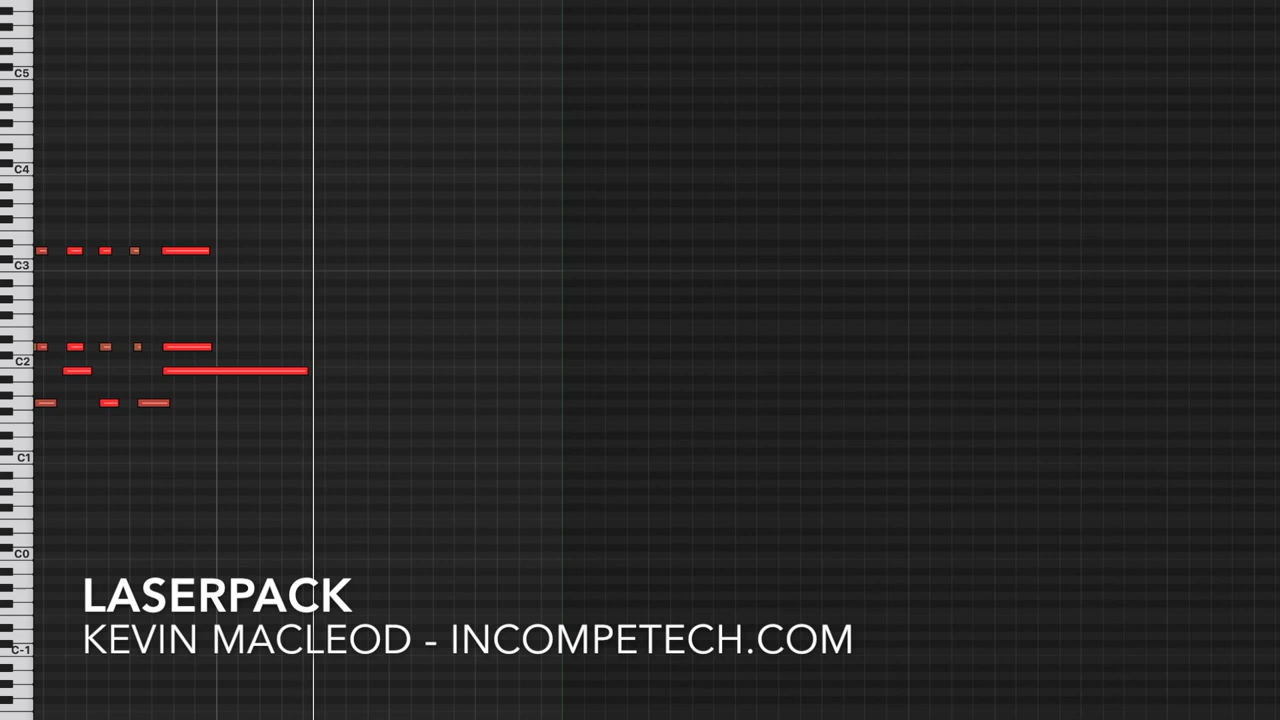 C5
C4
C3
C2
C1
C0
C-1
LASERPACK
KEVIN MACLEOD - INCOMPETECH.COM